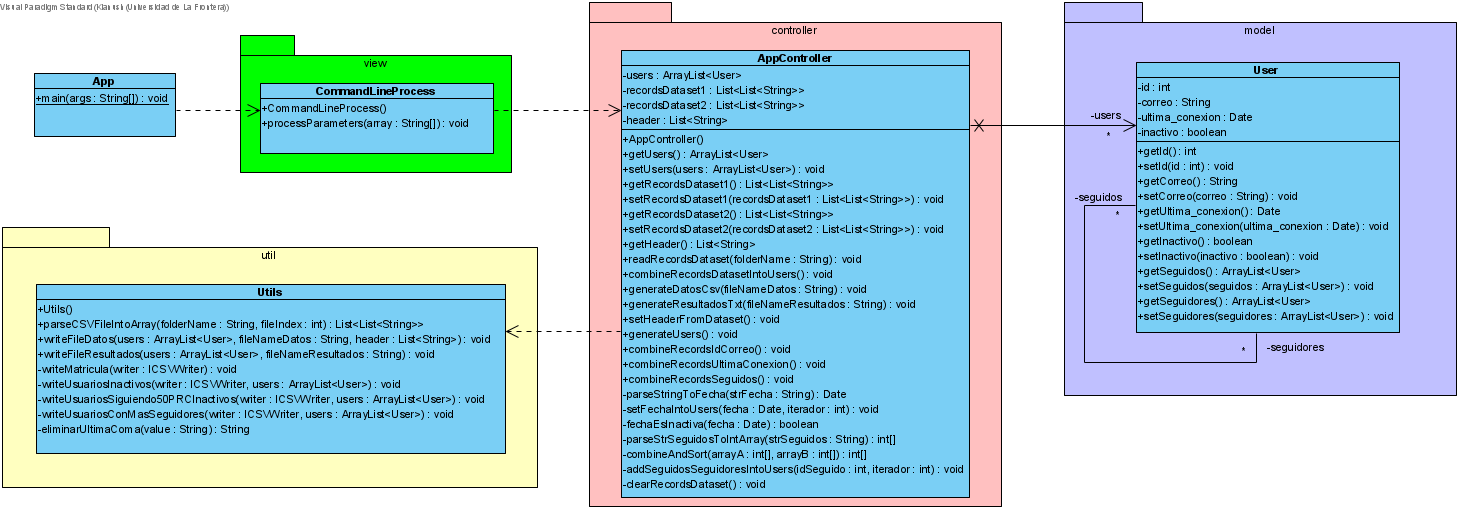 Visual Paradigm Standard (Klanush (Universidad de La Frontera))
App
+main(args : String[]) : void
view
CommandLineProcess
+CommandLineProcess()
+processParameters(array : String[]) : void
controller
AppController
-users : ArrayList<User>
-recordsDataset1 : List<List<String>>
-recordsDataset2 : List<List<String>>
-header : List<String>
+AppController()
+getUsers() : ArrayList<User>
+setUsers(users : ArrayList<User>) : void
+getRecordsDataset1() : List<List<String>>
+setRecordsDataset1(recordsDataset1 : List<List<String>>) : void
+getRecordsDataset2() : List<List<String>>
+setRecordsDataset2(recordsDataset2 : List<List<String>>) : void
+getHeader() : List<String>
+readRecordsDataset(folderName : String) : void
+combineRecordsDatasetIntoUsers() : void
+generateDatosCsv(fileNameDatos : String) : void
+generateResultadosTxt(fileNameResultados : String) : void
+setHeaderFromDataset() : void
+generateUsers() : void
+combineRecordsIdCorreo() : void
+combineRecordsUltimaConexion() : void
+combineRecordsSeguidos() : void
-parseStringToFecha(strFecha : String) : Date
-setFechaIntoUsers(fecha : Date, iterador : int) : void
-fechaEsInactiva(fecha : Date) : boolean
-parseStrSeguidosToIntArray(strSeguidos : String) : int[]
-combineAndSort(arrayA : int[], arrayB : int[]) : int[]
-addSeguidosSeguidoresIntoUsers(idSeguido : int, iterador : int) : void
-clearRecordsDataset() : void
model
User
-id : int
-correo : String
-ultima_conexion : Date
-inactivo : boolean
+getId() : int
+setId(id : int) : void
+getCorreo() : String
+setCorreo(correo : String) : void
+getUltima_conexion() : Date
+setUltima_conexion(ultima_conexion : Date) : void
+getInactivo() : boolean
+setInactivo(inactivo : boolean) : void
+getSeguidos() : ArrayList<User>
+setSeguidos(seguidos : ArrayList<User>) : void
+getSeguidores() : ArrayList<User>
+setSeguidores(seguidores : ArrayList<User>) : void
-users
*
-seguidos
*
-seguidores
*
util
Utils
+Utils()
+parseCSVFileIntoArray(folderName : String, fileIndex : int) : List<List<String>>
+writeFileDatos(users : ArrayList<User>, fileNameDatos : String, header : List<String>) : void
+writeFileResultados(users : ArrayList<User>, fileNameResultados : String) : void
-writeMatricula(writer : ICSVWriter) : void
-writeUsuariosInactivos(writer : ICSVWriter, users : ArrayList<User>) : void
-writeUsuariosSiguiendo50PRCInactivos(writer : ICSVWriter, users : ArrayList<User>) : void
-writeUsuariosConMasSeguidores(writer : ICSVWriter, users : ArrayList<User>) : void
-eliminarUltimaComa(value : String) : String